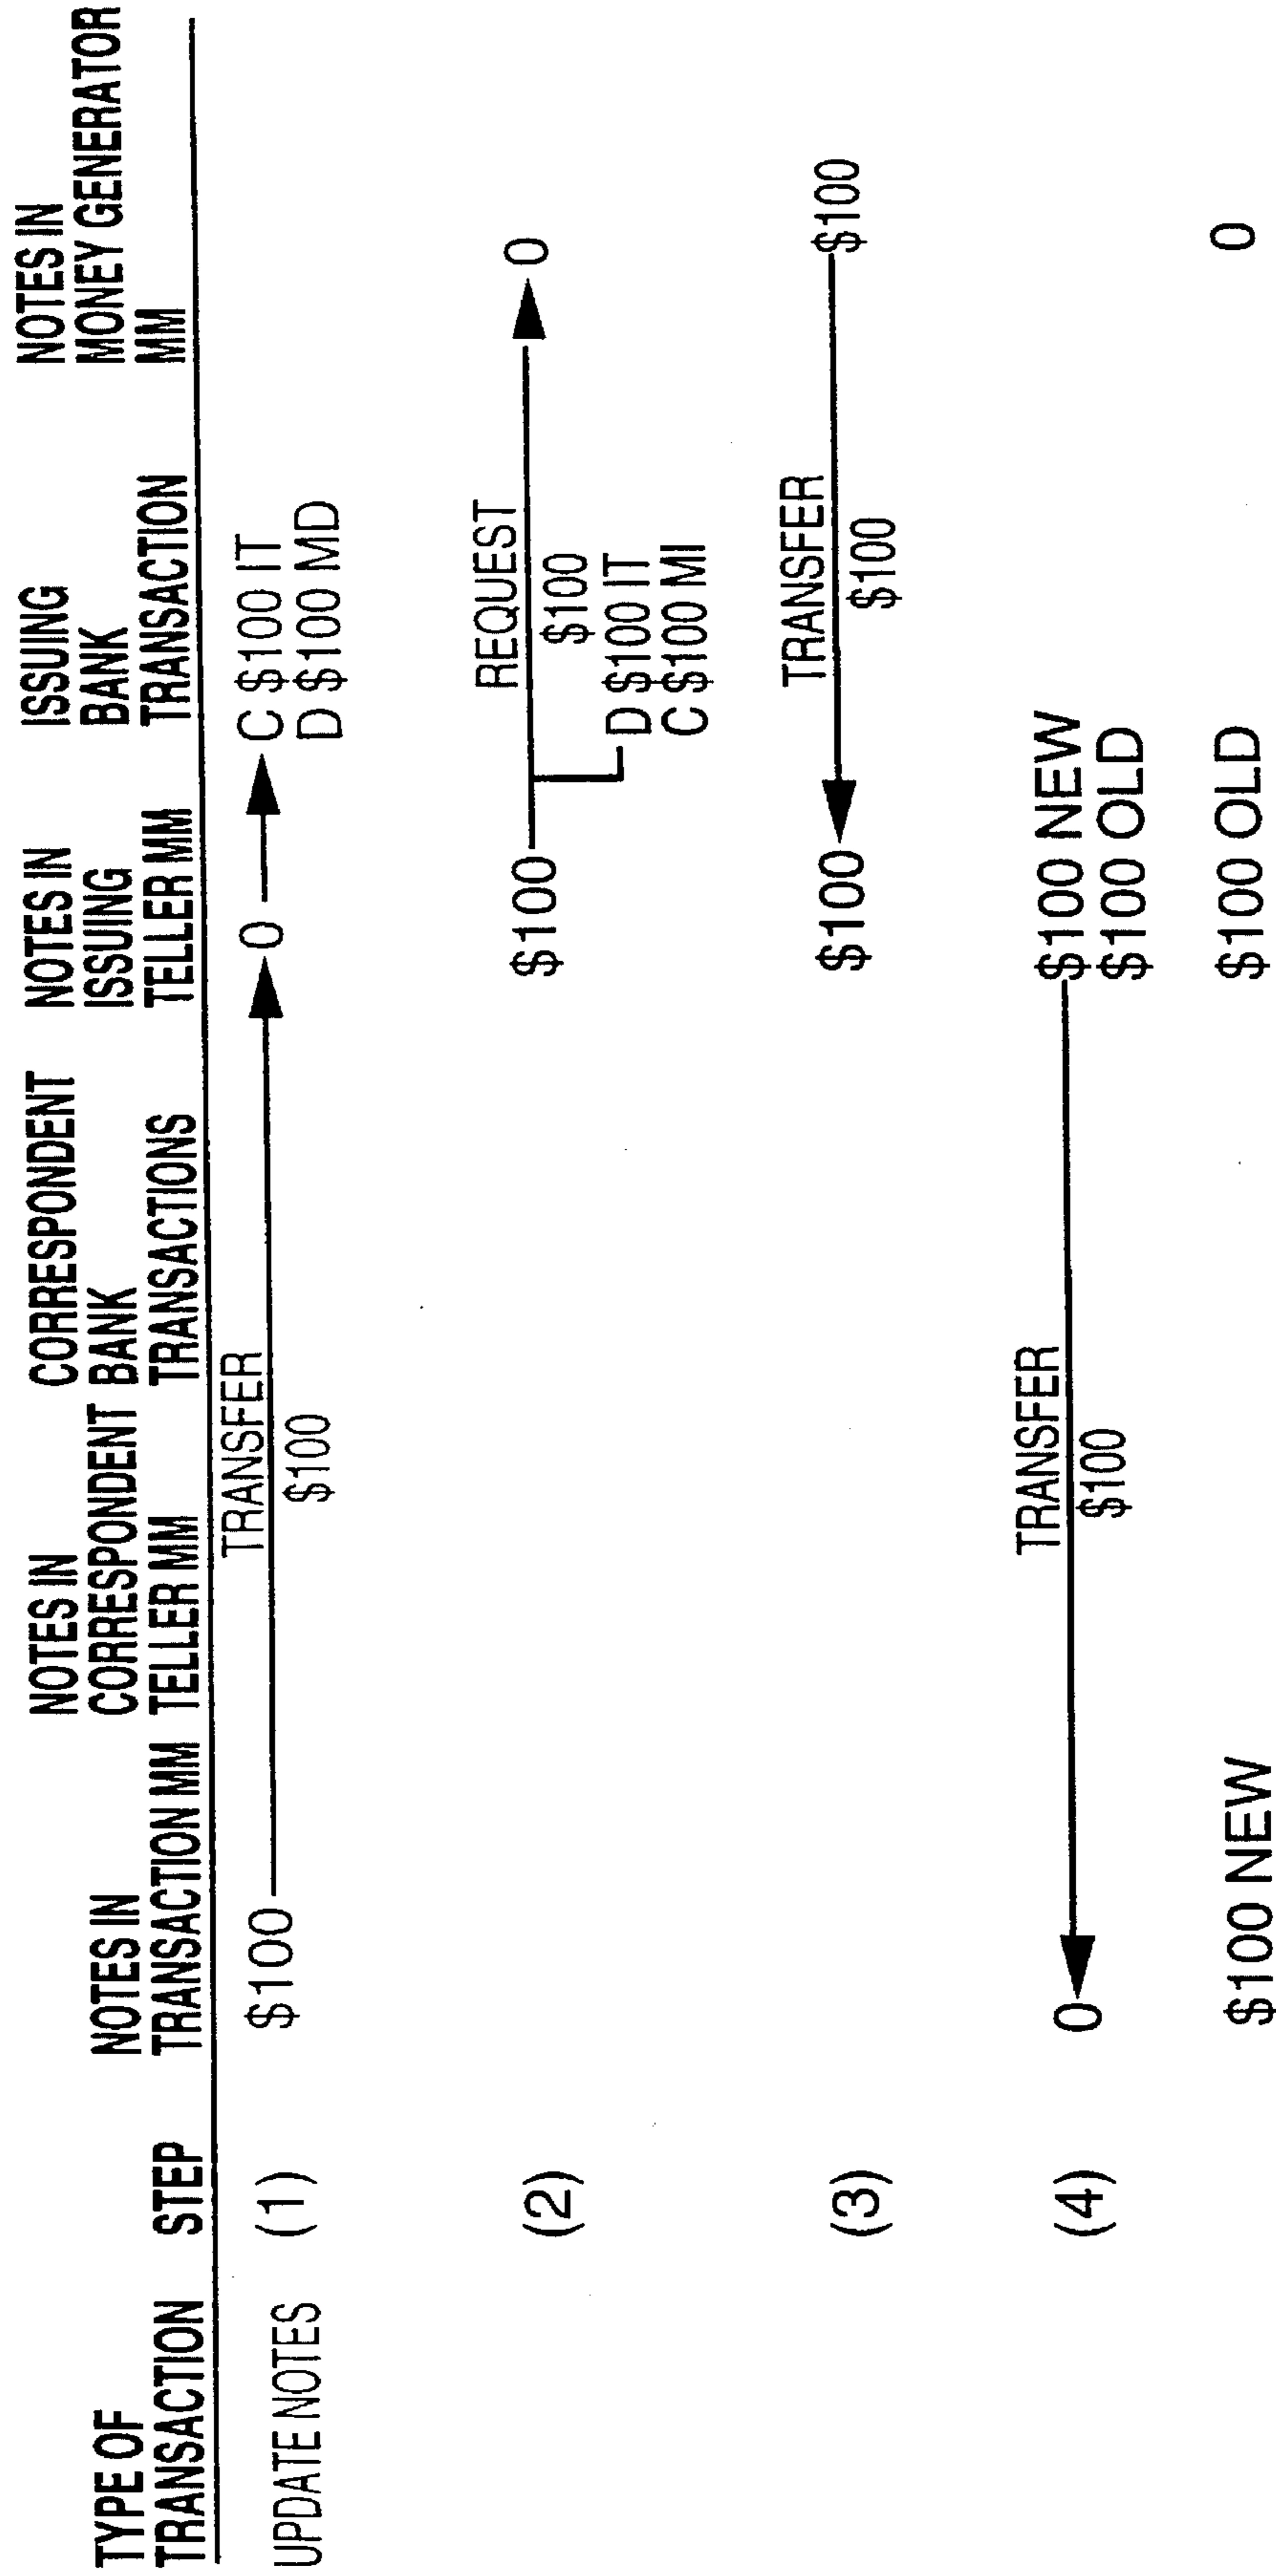 TYPE OF
TRANSACTION
STEP
NOTES IN
TRANSACTION MM
NOTES IN
CORRESPONDENT
TELLER MM
CORRESPONDENT
BANK
TRANSACTIONS
NOTES IN
ISSUING
TELLER MM
ISSUING
BANK
TRANSACTION
NOTES IN
MONEY GENERATOR
MM
UPDATE NOTES
(1)
$100
TRANSFER
$100
0
C $100 IT
D $100 MD
(2)
$100
REQUEST
$100
D $100 IT
C $100 MI
0
(3)
$100
TRANSFER
$100
$100
(4)
0
TRANSFER
$100
$100 NEW
$100 OLD
$100 NEW
$100 OLD
0